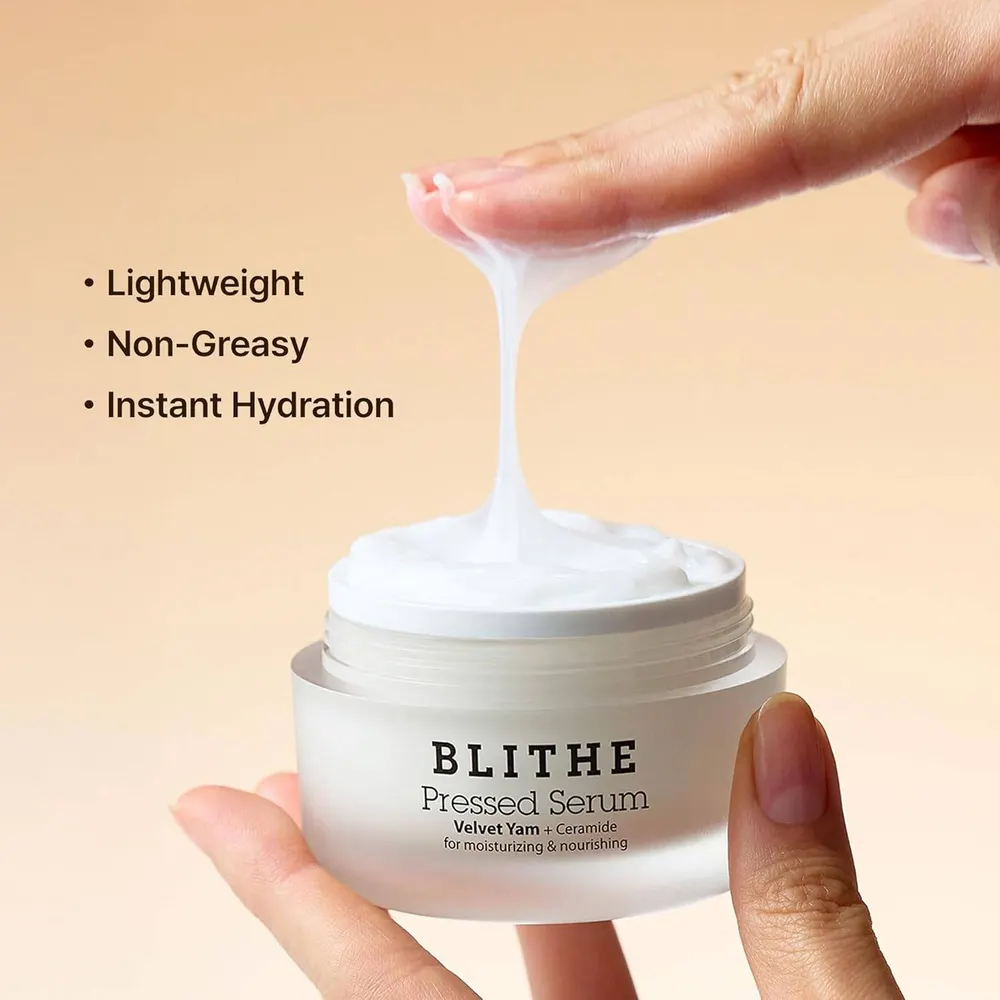 • Lightweight
• Non-Greasy
• Instant Hydration
BLITHE
Pressed Serum
Velvet Yam + Ceramide
for moisturizing & nourishing